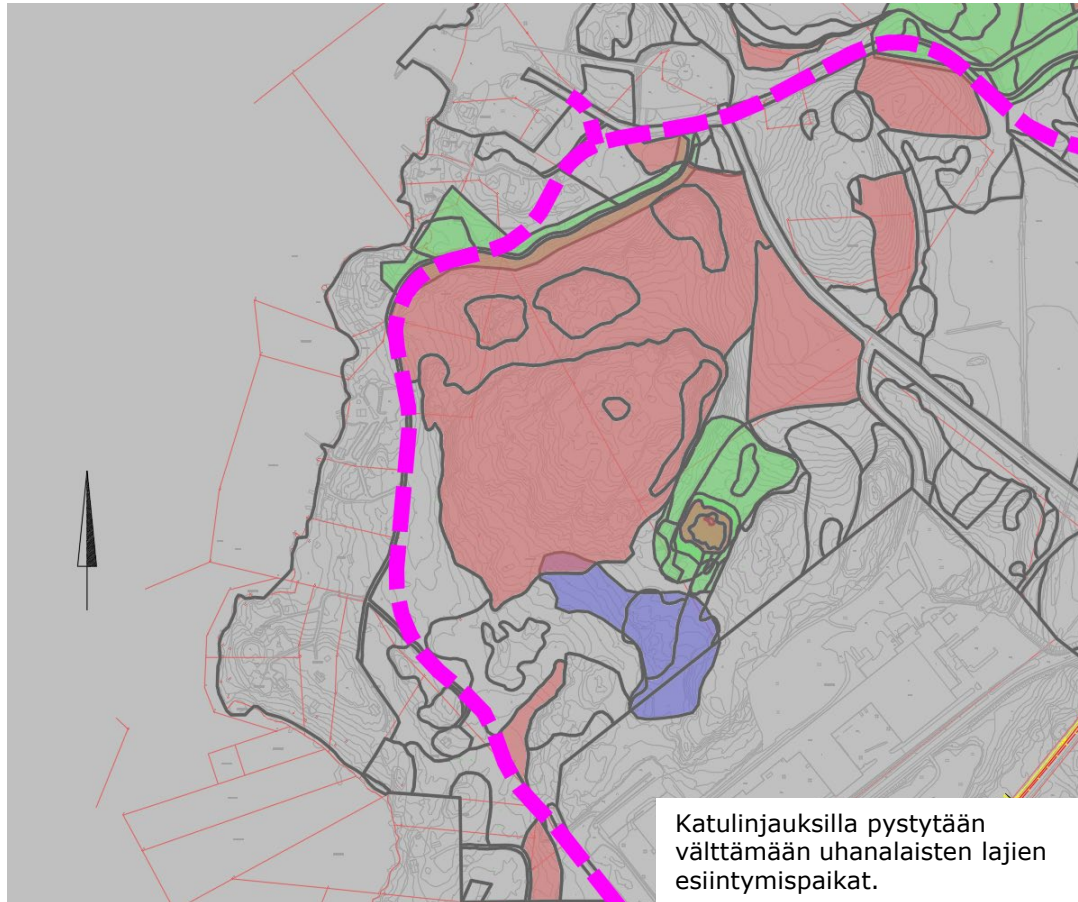 Katulinjauksilla pystytään
välttämään uhanalaisten lajien
esiintymispaikat.